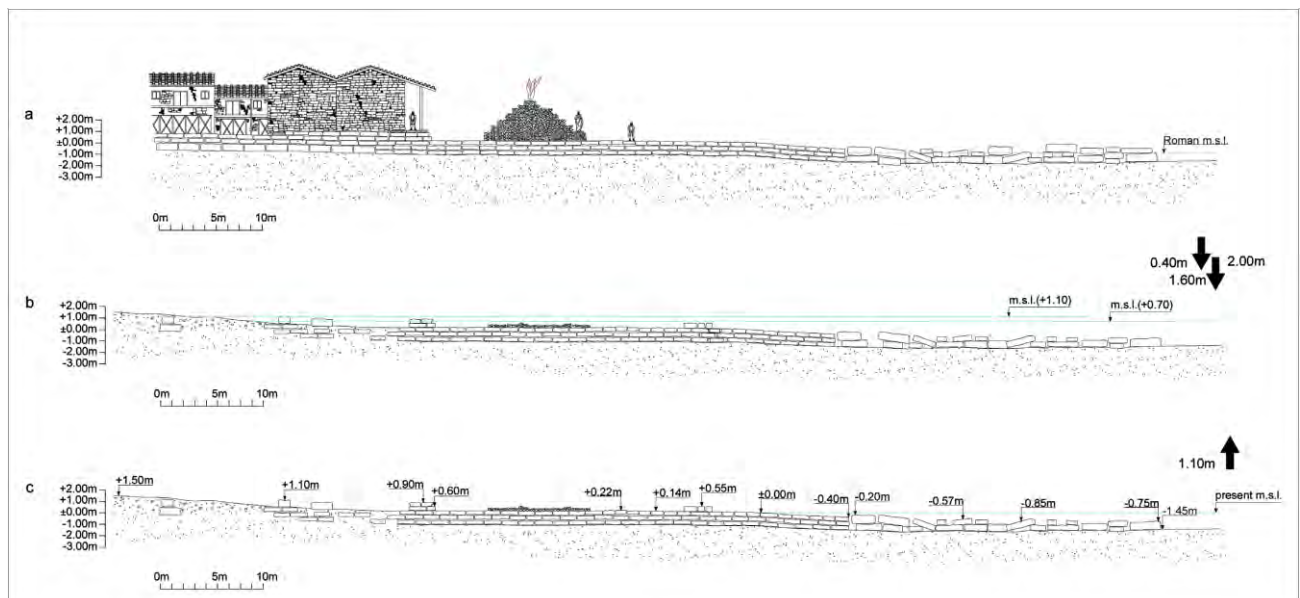 a
+2.00m
+1.00m
±0.00m
-1.00m
-2.00m
-3.00m
Roman m.s.l.
0m 5m 10m
0.40m 2.00m
1.60m
b
+2.00m
+1.00m
±0.00m
-1.00m
-2.00m
-3.00m
m.s.l.(+1.10)
m.s.l.(+0.70)
0m 5m 10m
1.10m
c
+2.00m
+1.00m
±0.00m
-1.00m
-2.00m
-3.00m
+1.50m
+1.10m
+0.90m
+0.60m
+0.22m
+0.14m
+0.55m
±0.00m
-0.40m
-0.20m
-0.57m
-0.85m
-0.75m
-1.45m
present m.s.l.
0m 5m 10m